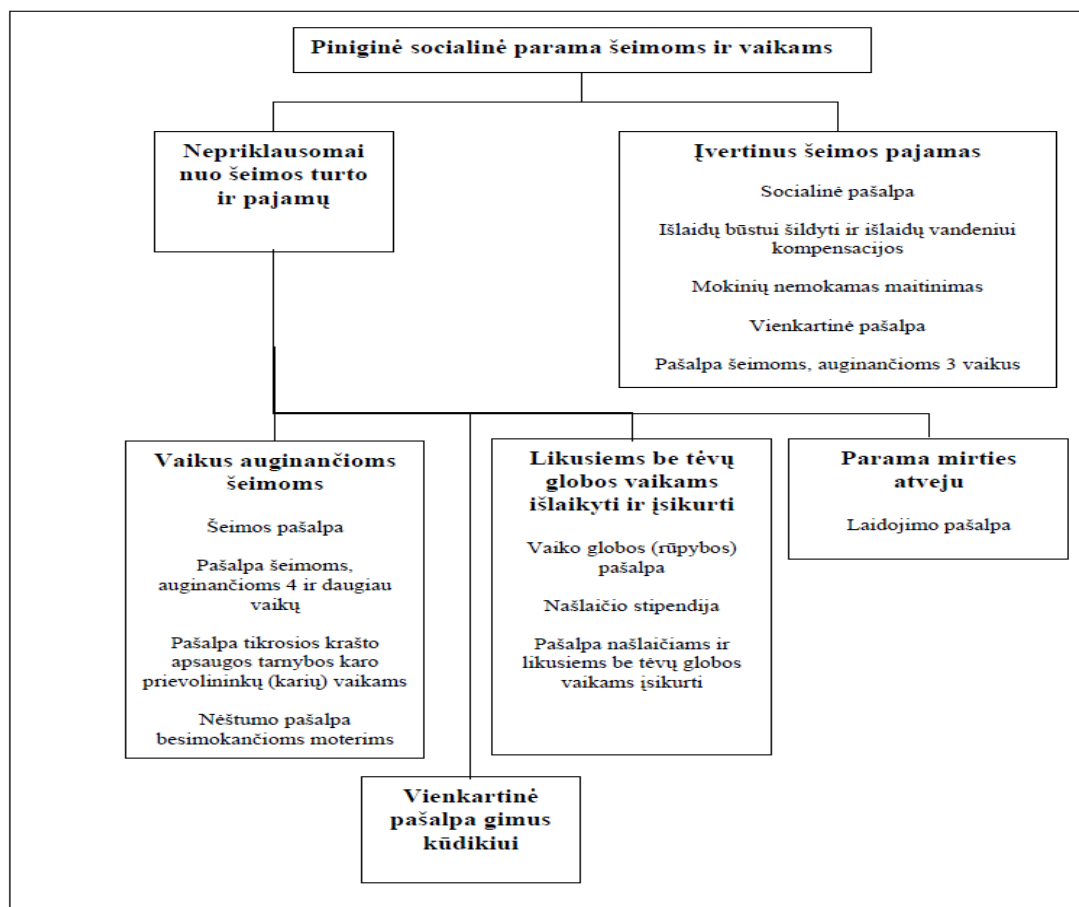 Piniginė socialinė parama šeimoms ir vaikams
Nepriklausomai
nuo šeimos turto
ir pajamų
Įvertinus šeimos pajamas
Socialinė pašalpa
Išlaidų būstui šildyti ir išlaidų vandeniui
kompensacijos
Mokinių nemokamas maitinimas
Vienkartinė pašalpa
Pašalpa šeimoms, auginančioms 3 vaikus
Vaikus auginančioms
šeimoms
Šeimos pašalpa
Pašalpa šeimoms,
auginančioms 4 ir daugiau
vaikų
Pašalpa tikrosios krašto
apsaugos tarnybos karo
prievolininkų (karių) vaikams
Nėštumo pašalpa
besimokančioms moterims
Likusiems be tėvų
globos vaikams
išlaikyti ir įsikurti
Vaiko globos (rūpybos)
pašalpa
Našlaičio stipendija
Pašalpa našlaičiams ir
likusiems be tėvų globos
vaikams įsikurti
Parama mirties
atveju
Laidojimo pašalpa
Vienkartinė
pašalpa gimus
kūdikiui